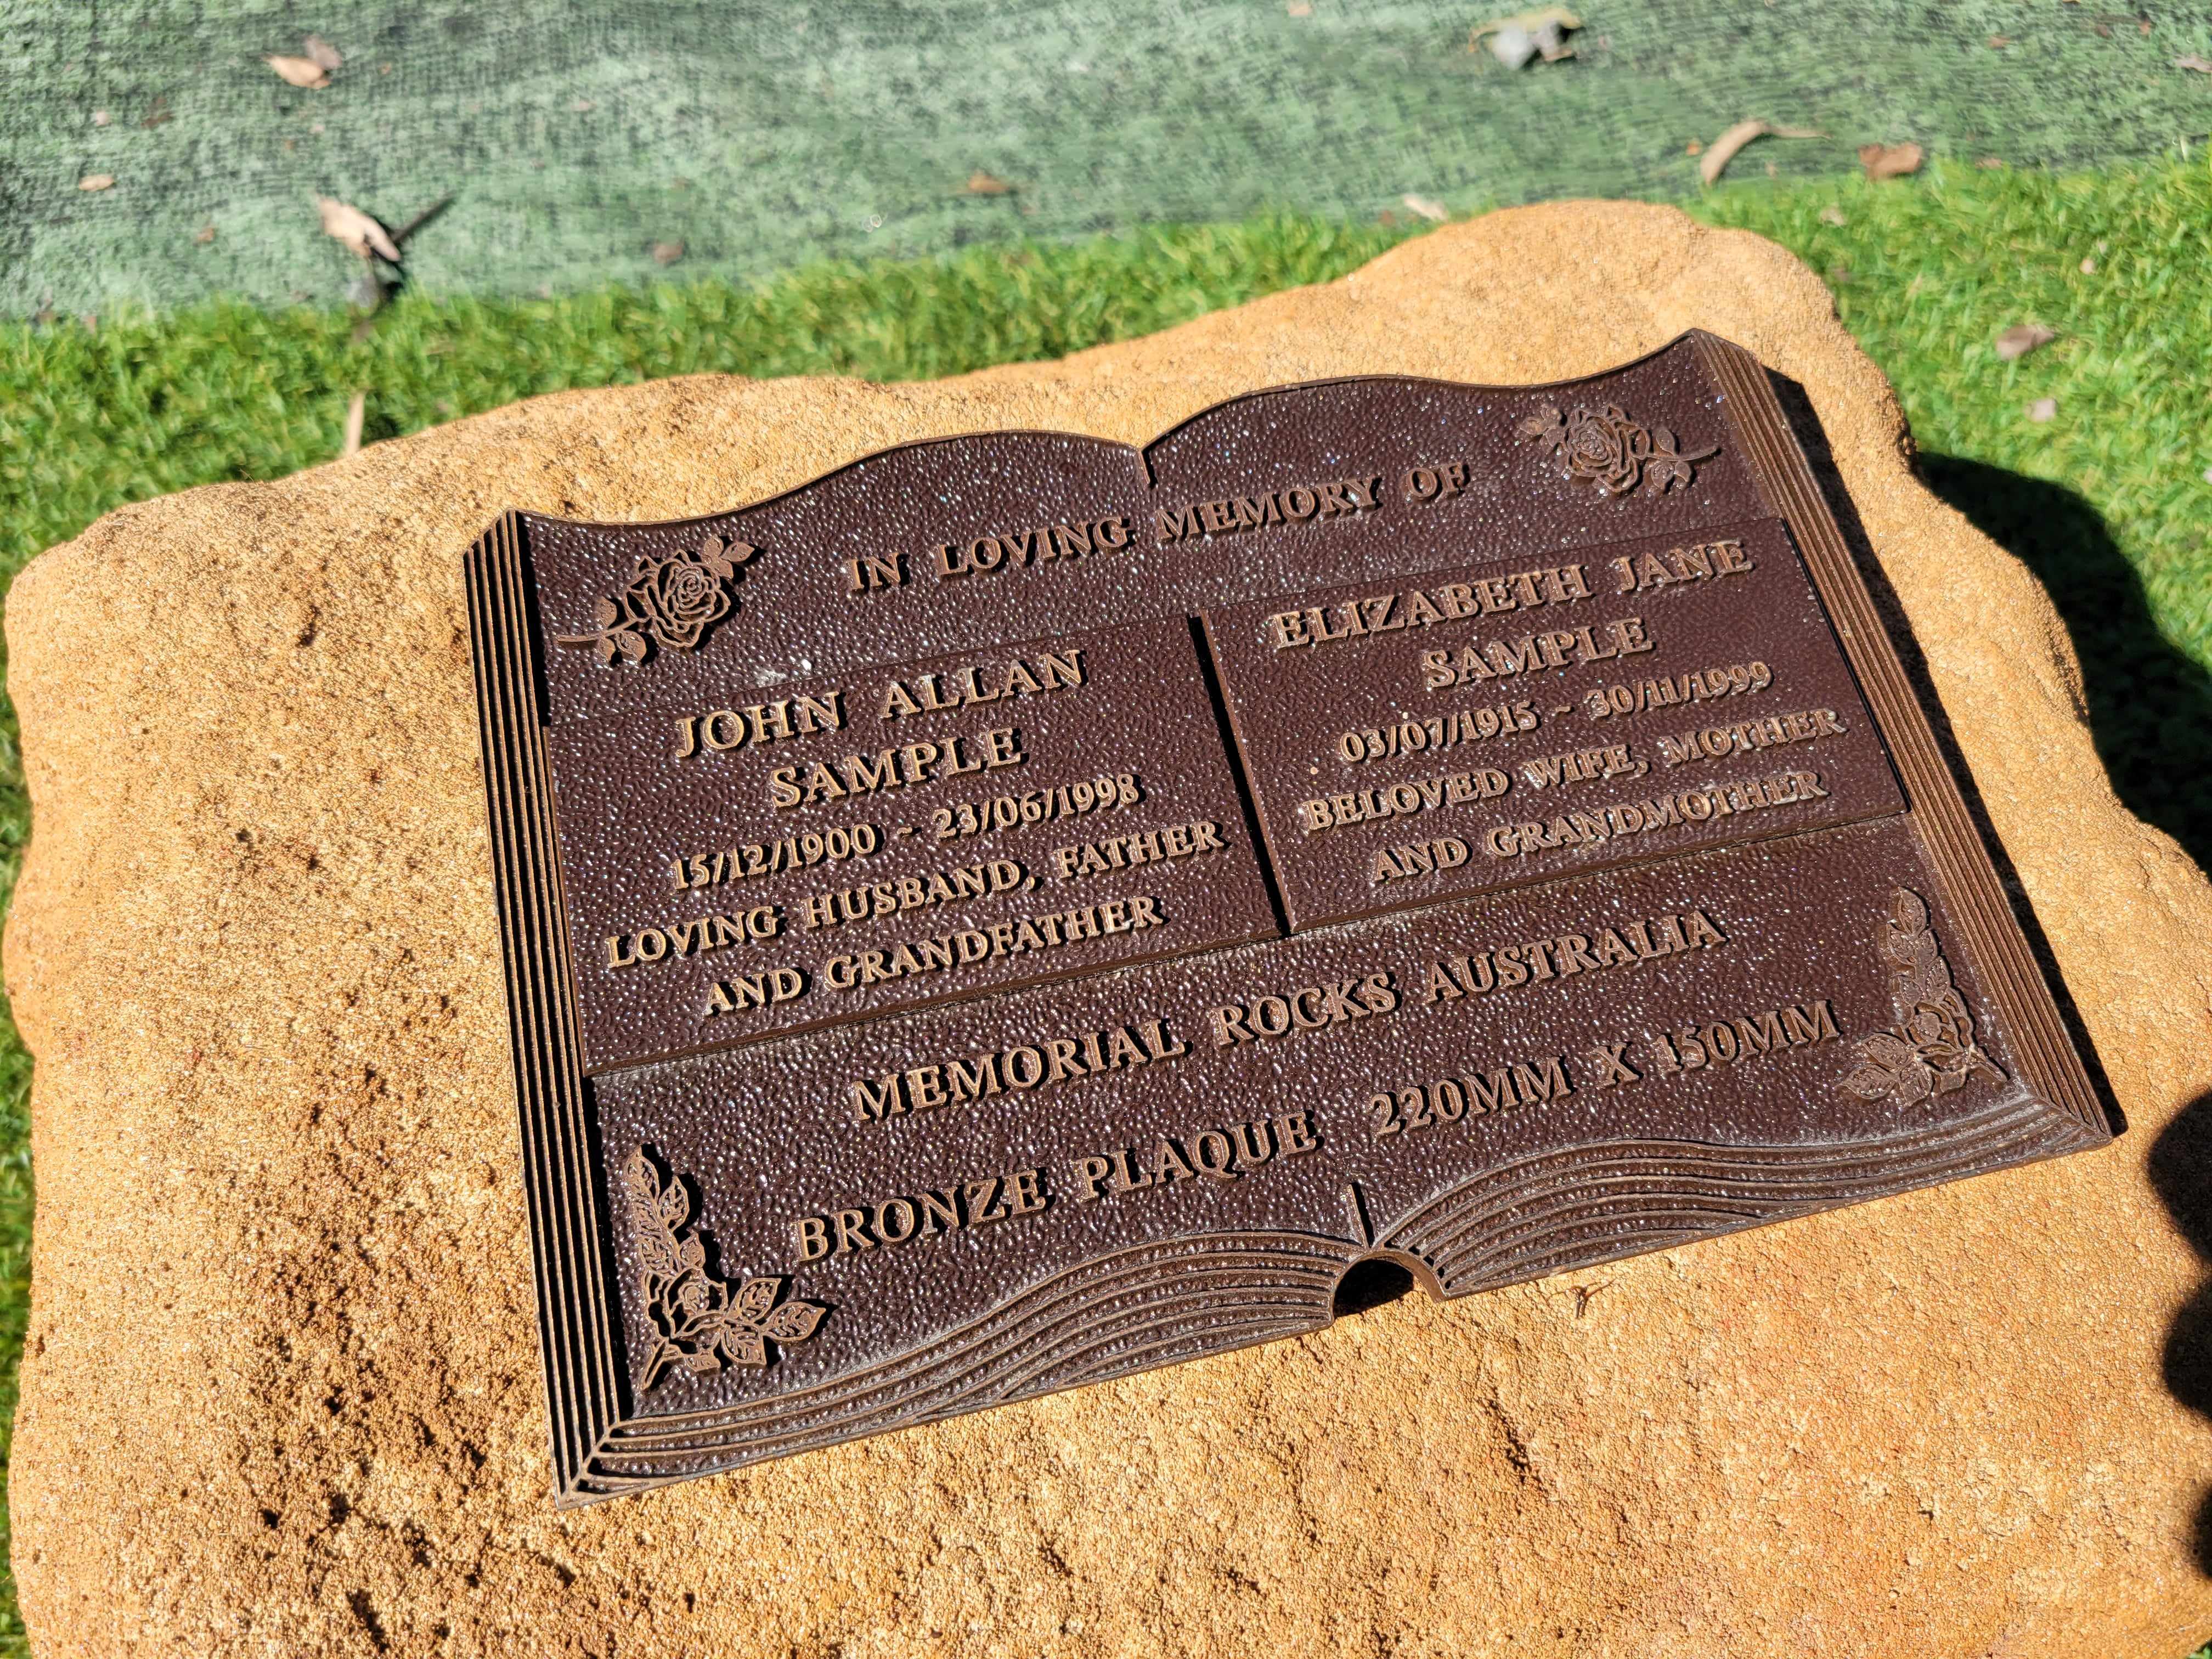 IN LOVING MEMORY OF
JOHN ALLAN
SAMPLE
15/12/1900 ~ 23/06/1998
LOVING HUSBAND, FATHER
AND GRANDFATHER
ELIZABETH JANE
SAMPLE
03/07/1915 ~ 30/11/1999
BELOVED WIFE, MOTHER
AND GRANDMOTHER
MEMORIAL ROCKS AUSTRALIA
BRONZE PLAQUE 220MM X 150MM